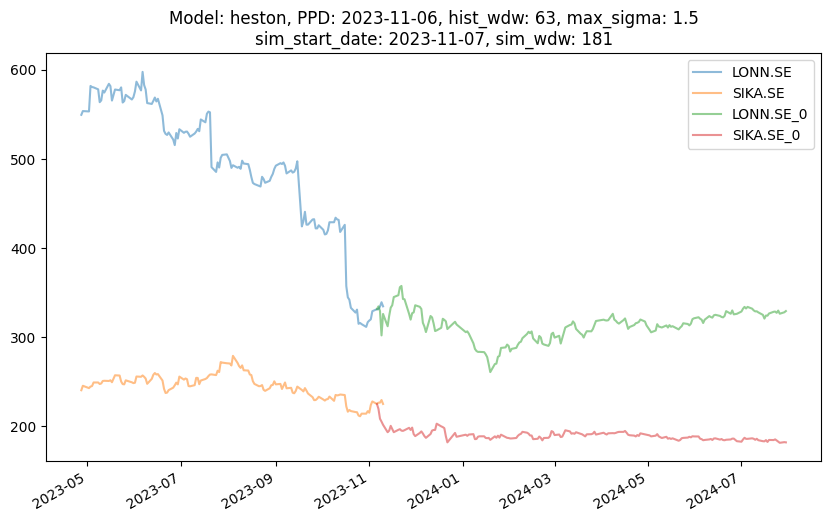 Model: heston, PPD: 2023-11-06, hist_wdw: 63, max_sigma: 1.5
sim_start_date: 2023-11-07, sim_wdw: 181
LONN.SE
SIKA.SE
LONN.SE_0
SIKA.SE_0
600
500
400
300
200
2023-05
2023-07
2023-09
2023-11
2024-01
2024-03
2024-05
2024-07